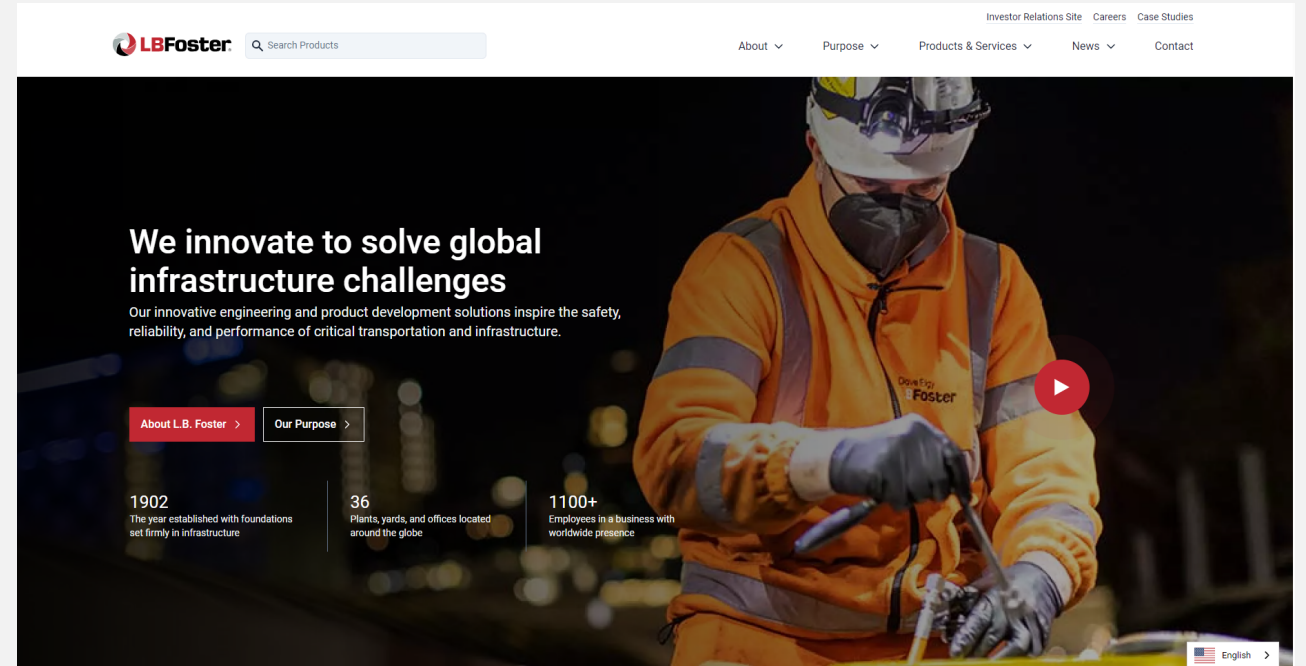 Investor Relations Site Careers Case Studies
LBFoster
Search Products
About Purpose Products & Services News Contact
We innovate to solve global
infrastructure challenges
Our innovative engineering and product development solutions inspire the safety,
reliability, and performance of critical transportation and infrastructure.
About L.B. Foster
Our Purpose
1902
The year established with foundations
set firmly in infrastructure
36
Plants, yards, and offices located
around the globe
1100+
Employees in a business with
worldwide presence
Foster
English